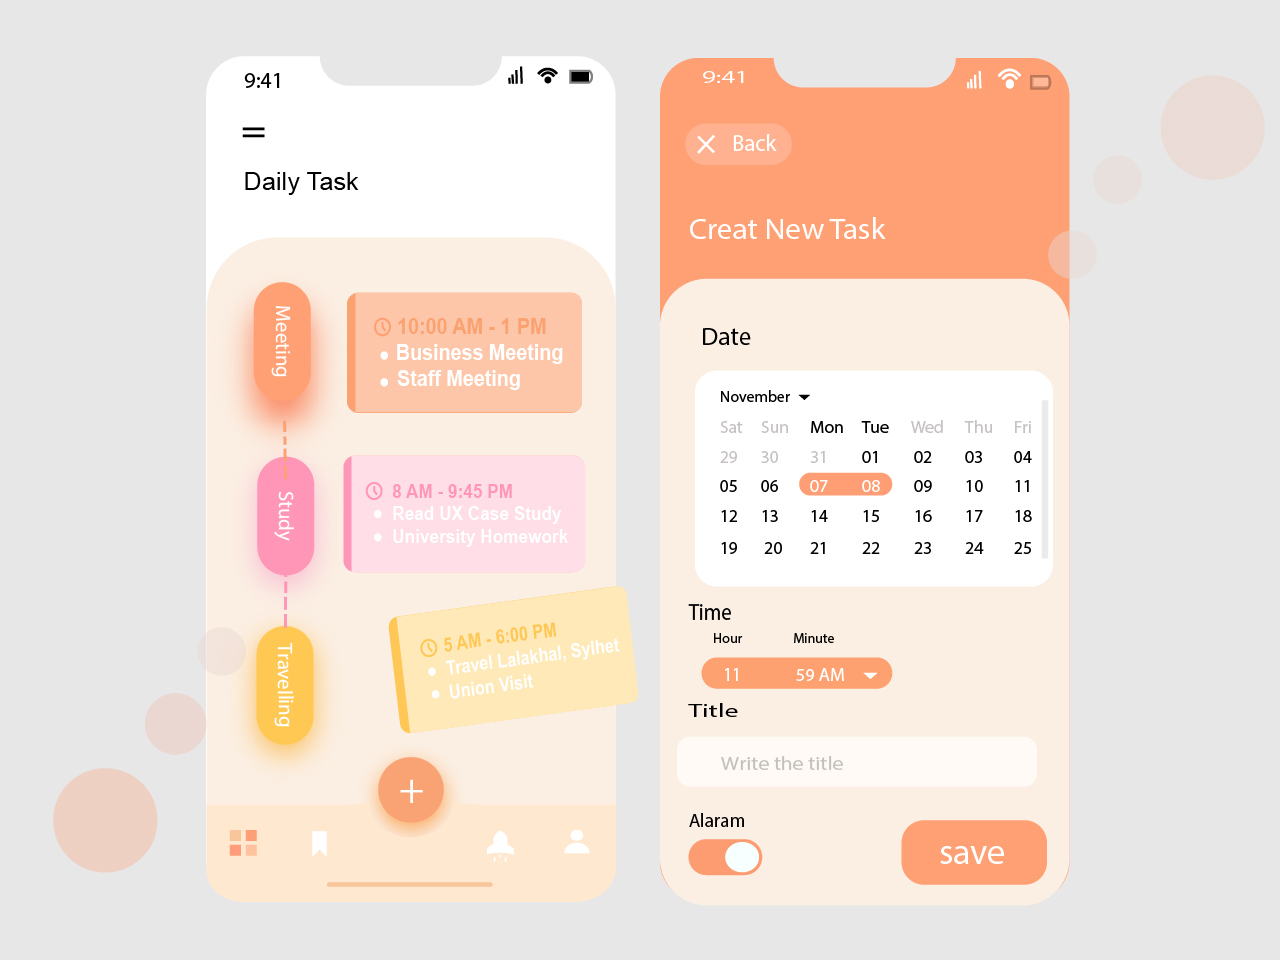 9:41
Daily Task
Meeting
10:00 AM - 1 PM
Business Meeting
Staff Meeting
Study
8 AM - 9:45 PM
Read UX Case Study
University Homework
Travelling
5 AM - 6:00 PM
Travel Lalakhal, Sylhet
Union Visit
9:41
Back
Creat New Task
Date
November
Sat Sun Mon Tue Wed Thu Fri
29 30 31 01 02 03 04
05 06 07 08 09 10 11
12 13 14 15 16 17 18
19 20 21 22 23 24 25
Time
Hour Minute
11 59 AM
Title
Write the title
Alaram
save